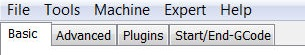 File Tools Machine Expert Help
Basic Advanced Plugins Start/End-GCode